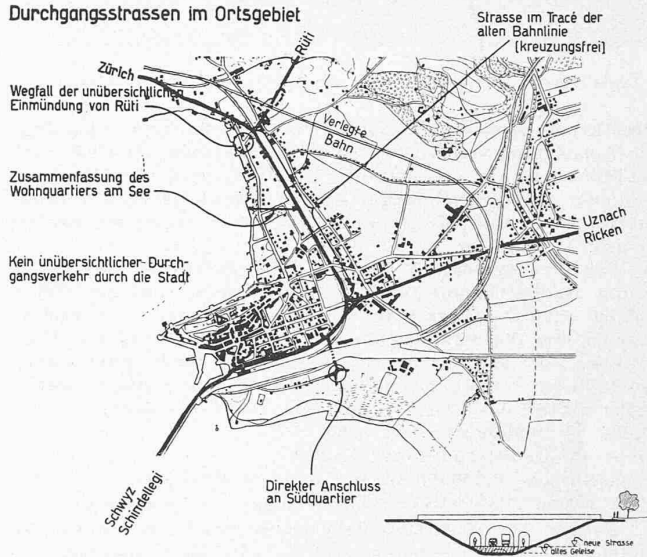 Durchgangsstrassen im Ortsgebiet
Strasse im Tracé der
alten Bahnlinie
(kreuzungsfrei)
Zürich
Rüti
Wegfall der unübersichtlichen
Einmündung von Rüti
Verlegte
Bahn
Zusammenfassung des
Wohnquartiers am See
Uznach
Ricken
Kein unübersichtlicher Durch-
gangsverkehr durch die Stadt
Schwyz
Schindellegi
Direkter Anschluss
an Südquartier
neue Strasse
altes Geleise